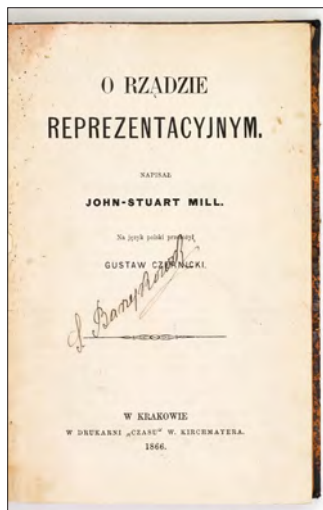 O RZĄDZIE
REPREZENTACYJNYM.
NAPISAŁ
JOHN-STUART MILL.
Na język polski przełożył
GUSTAW CZERNICKI.
W KRAKOWIE
W DRUKARNI „CZASU" W. KIRCHMAYERA.
1866.